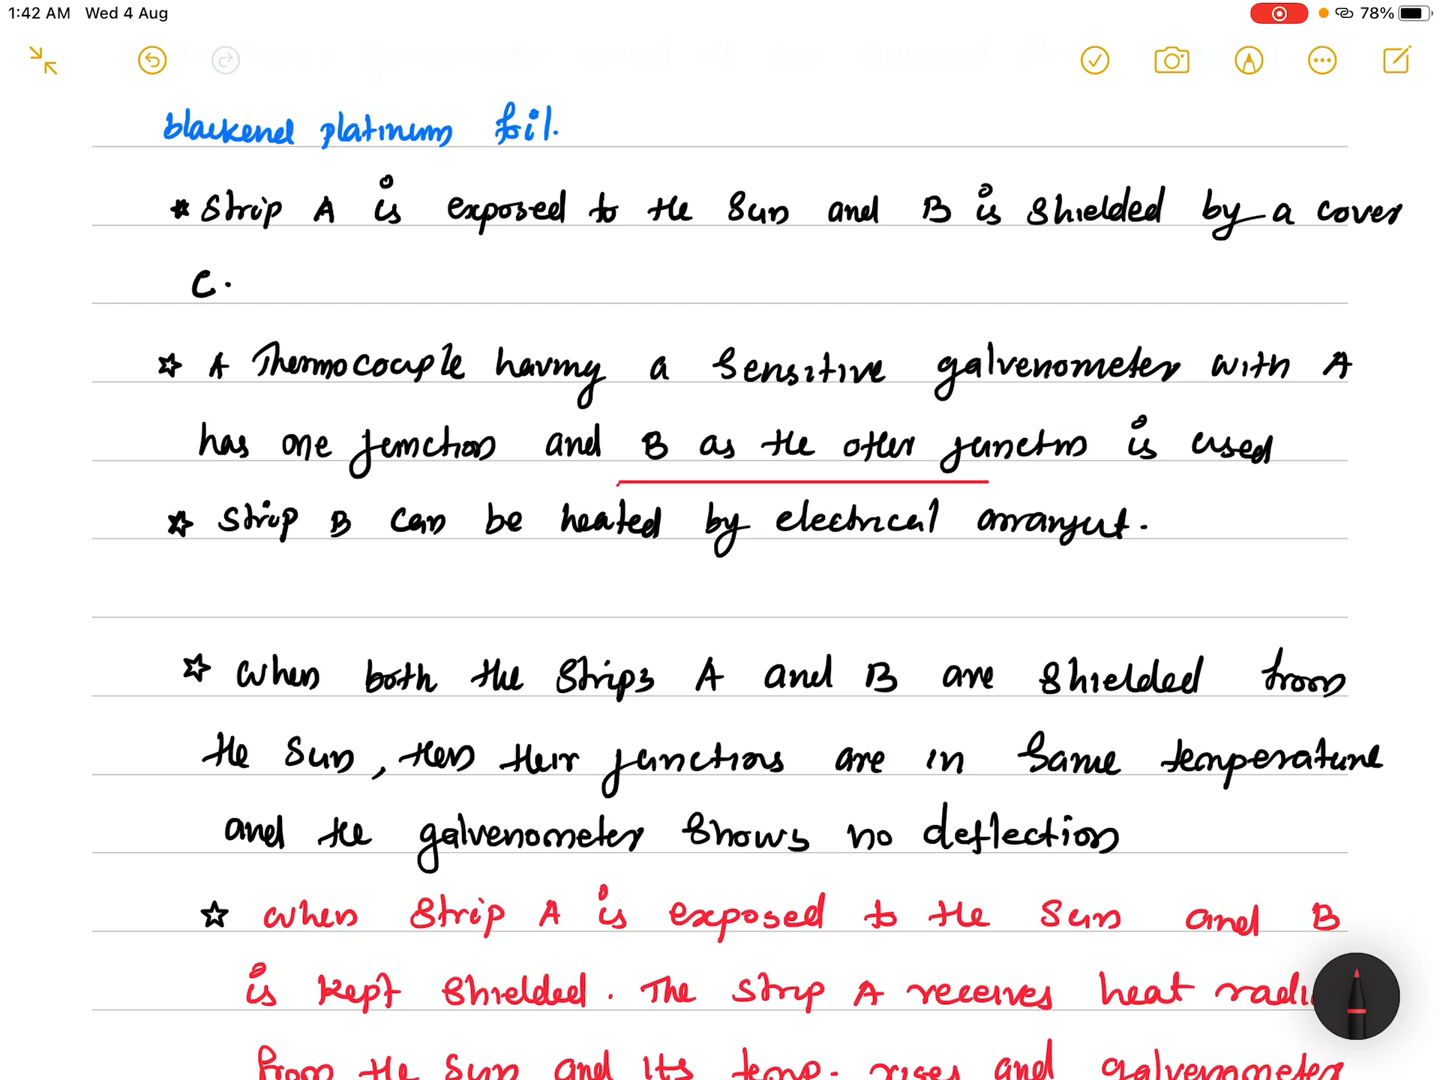 1:42 AM Wed 4 Aug 78%
blackend platinum foil.
* Strip A is exposed to the Sun and B is Shielded by a cover
C.
☆ A Thermocouple having a Sensitive galvenometer with A
has one junction and B as the other junctin is used
☆ Strip B can be heated by electrical
☆ when both the Strips A and B are Shielded from
the Sun, then their junctions are in Same temperature
and the galvenometer Shows no deflection
☆ when Strip A is exposed to the Sun and B
is kept Shielded. The Strip A receives heat radi
from the Sun and its temp. rises and galvenometer